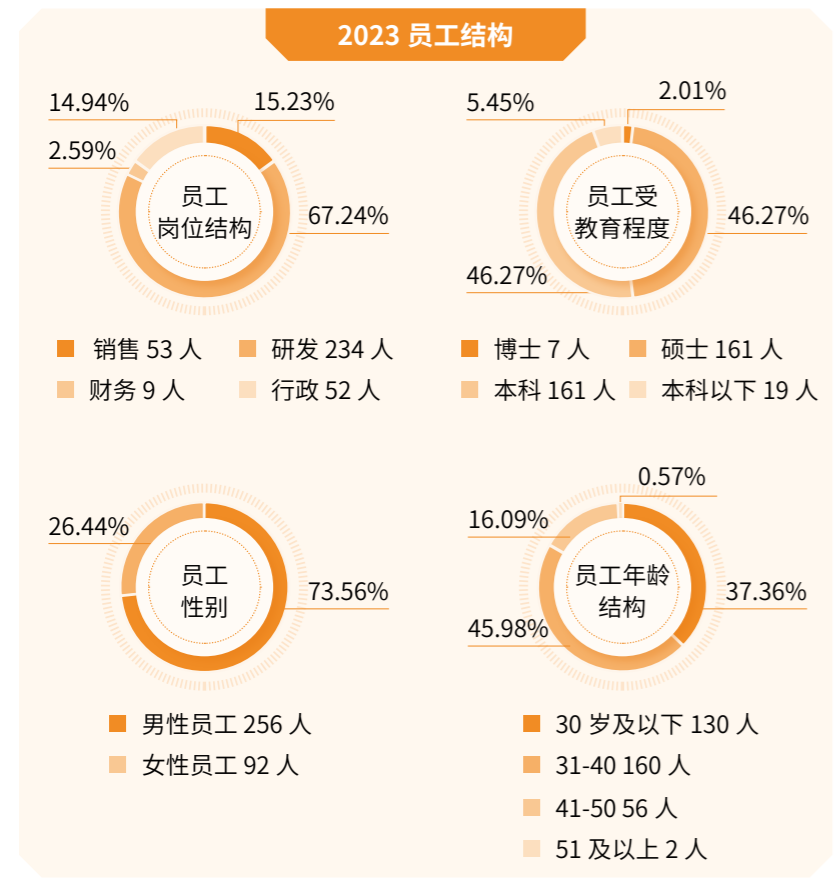 2023 员工结构
14.94%
15.23%
2.59%
67.24%
员工
岗位结构
销售 53 人
研发 234 人
财务 9 人
行政 52 人
5.45%
2.01%
46.27%
46.27%
员工受
教育程度
博士 7 人
硕士 161 人
本科 161 人
本科以下 19 人
26.44%
73.56%
员工
性别
男性员工 256 人
女性员工 92 人
0.57%
16.09%
37.36%
45.98%
员工年龄
结构
30 岁及以下 130 人
31-40 160 人
41-50 56 人
51 及以上 2 人